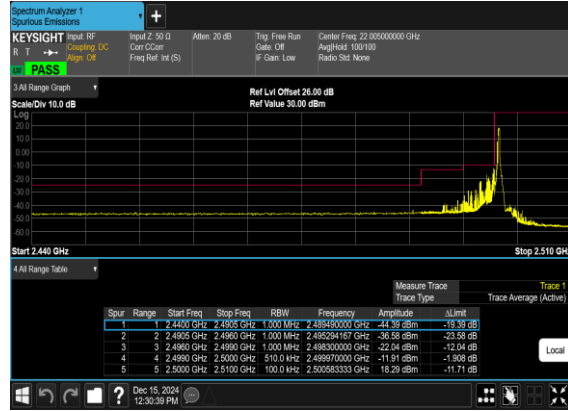 Spectrum Analyzer 1
Spurious Emissions
+
KEYSIGHT Input: RF Input Z: 50 Ω Atten: 20 dB Trig: Free Run Center Freq: 22.005000000 GHz
R T Coupling: DC Corr CCorr Gate: Off Avg|Hold: 100/100
Align: Off Freq Ref: Int (S) IF Gain: Low Radio Std: None
PASS
3 All Range Graph
Ref Lvl Offset 26.00 dB
Scale/Div 10.0 dB Ref Value 30.00 dBm
Log
20.0
10.0
0.00
-10.0
-20.0
-30.0
-40.0
-50.0
-60.0
Start 2.440 GHz Stop 2.510 GHz
4 All Range Table
Measure Trace Trace 1
Trace Type Trace Average (Active)
Spur Range Start Freq Stop Freq RBW Frequency Amplitude ΔLimit
1 1 2.4400 GHz 2.4905 GHz 1.000 MHz 2.489490000 GHz -44.39 dBm -19.39 dB
2 2 2.4905 GHz 2.4960 GHz 1.000 MHz 2.495294167 GHz -36.58 dBm -23.58 dB
3 3 2.4960 GHz 2.4990 GHz 1.000 MHz 2.498300000 GHz -22.04 dBm -12.04 dB
4 4 2.4990 GHz 2.5000 GHz 510.0 kHz 2.499970000 GHz -11.91 dBm -1.908 dB
5 5 2.5000 GHz 2.5100 GHz 100.0 kHz 2.500583333 GHz 18.29 dBm -11.71 dB
Local
? Dec 15, 2024
12:30:39 PM